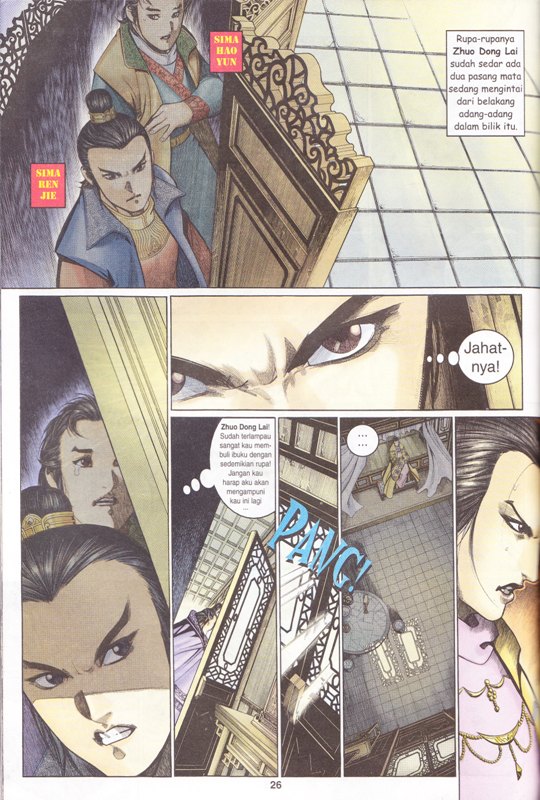 SIMA
HAO
YUN
Rupa-rupanya
Zhuo Dong Lai
sudah sedar ada
dua pasang mata
sedang mengintai
dari belakang
adang-adang
dalam bilik itu.
SIMA
REN
JIE
Jahat-
nya!
Zhuo Dong Lai!
Sudah terlampau
sangat kau mem-
buli ibuku dengan
sedemikian rupa!
Jangan kau
harap aku akan
mengampuni
kau ini lagi
...
...
...
PANG!
26